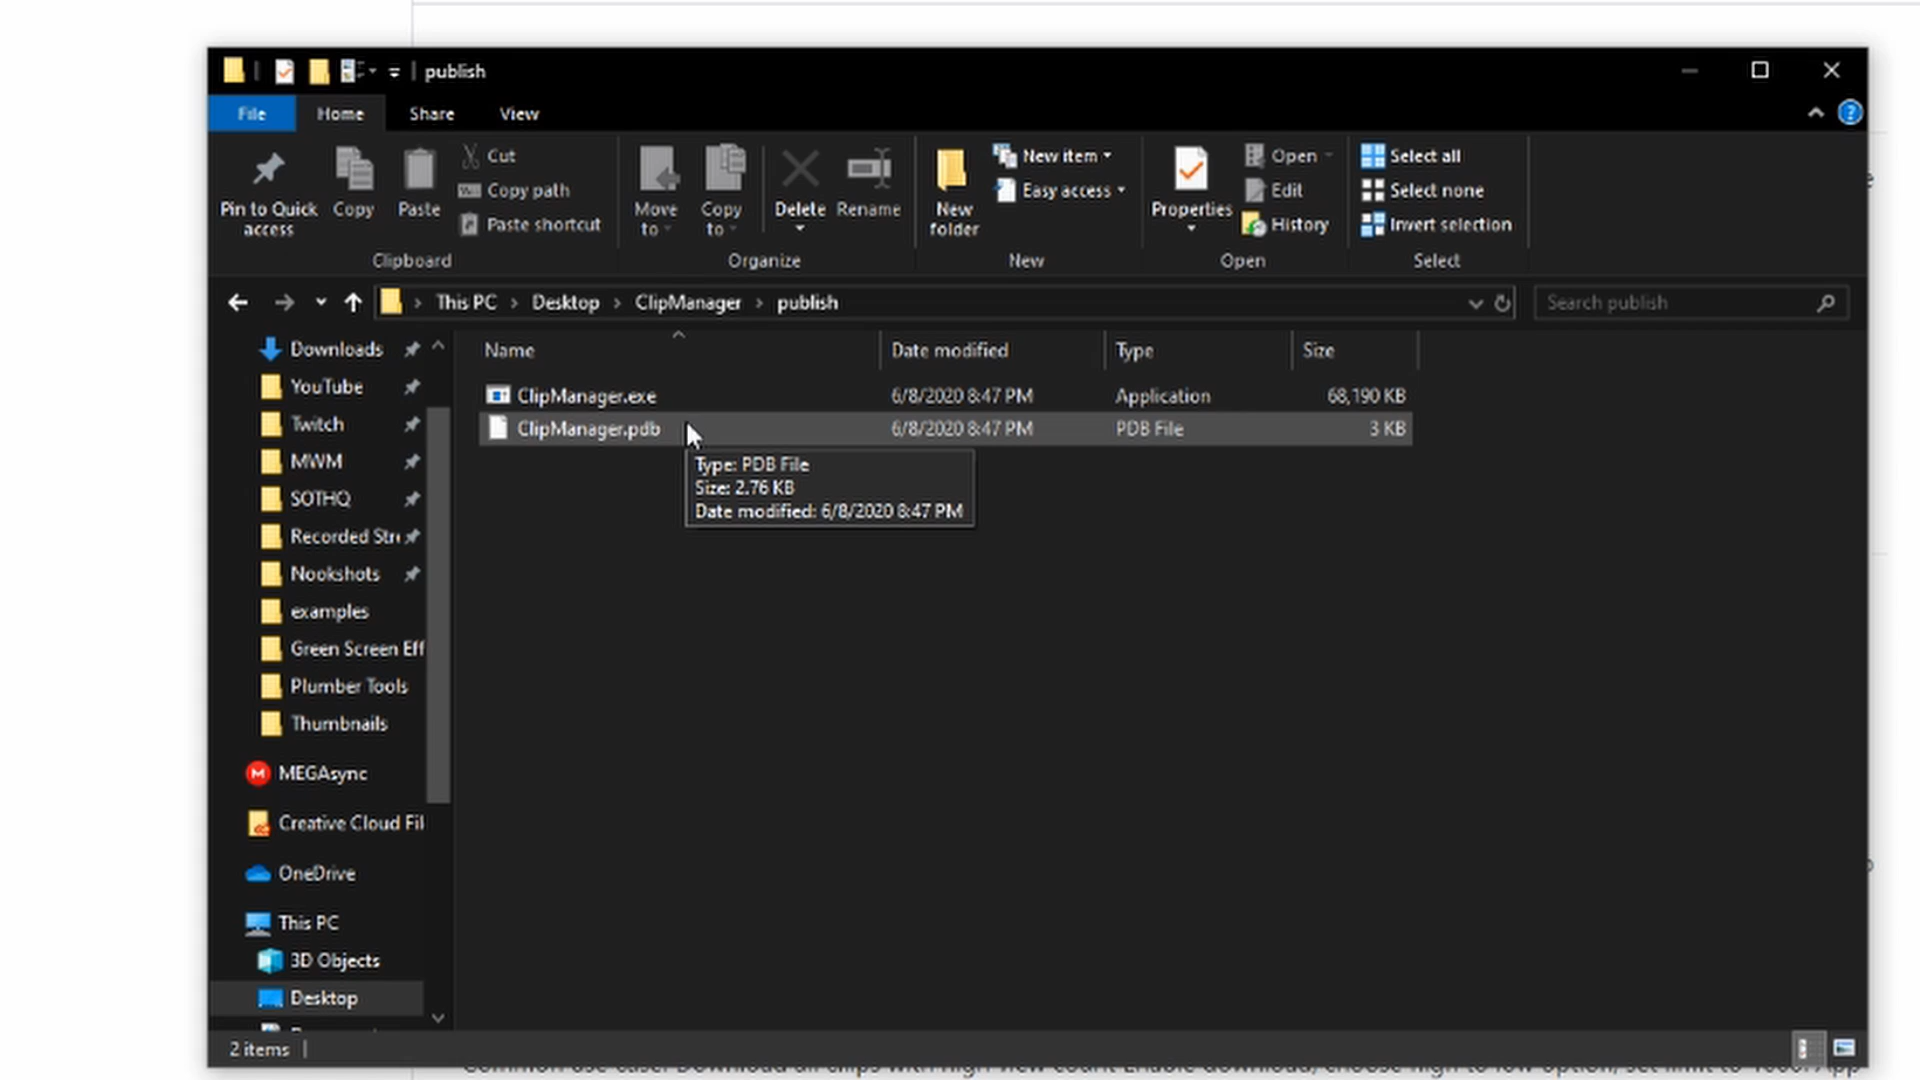 publish
File Home Share View
Pin to Quick access
Copy
Paste
Cut
Copy path
Paste shortcut
Clipboard
Move to
Copy to
Delete
Rename
Organize
New folder
New item
Easy access
New
Properties
Open
Edit
History
Open
Select all
Select none
Invert selection
Select
This PC > Desktop > ClipManager > publish
Search publish
Downloads
YouTube
Twitch
MWM
SOTHQ
Recorded Stre
Nookshots
examples
Green Screen Eff
Plumber Tools
Thumbnails
MEGAsync
Creative Cloud Fil
OneDrive
This PC
3D Objects
Desktop
Name Date modified Type Size
ClipManager.exe 6/8/2020 8:47 PM Application 68,190 KB
ClipManager.pdb 6/8/2020 8:47 PM PDB File 3 KB
Type: PDB File
Size: 2.76 KB
Date modified: 6/8/2020 8:47 PM
2 items